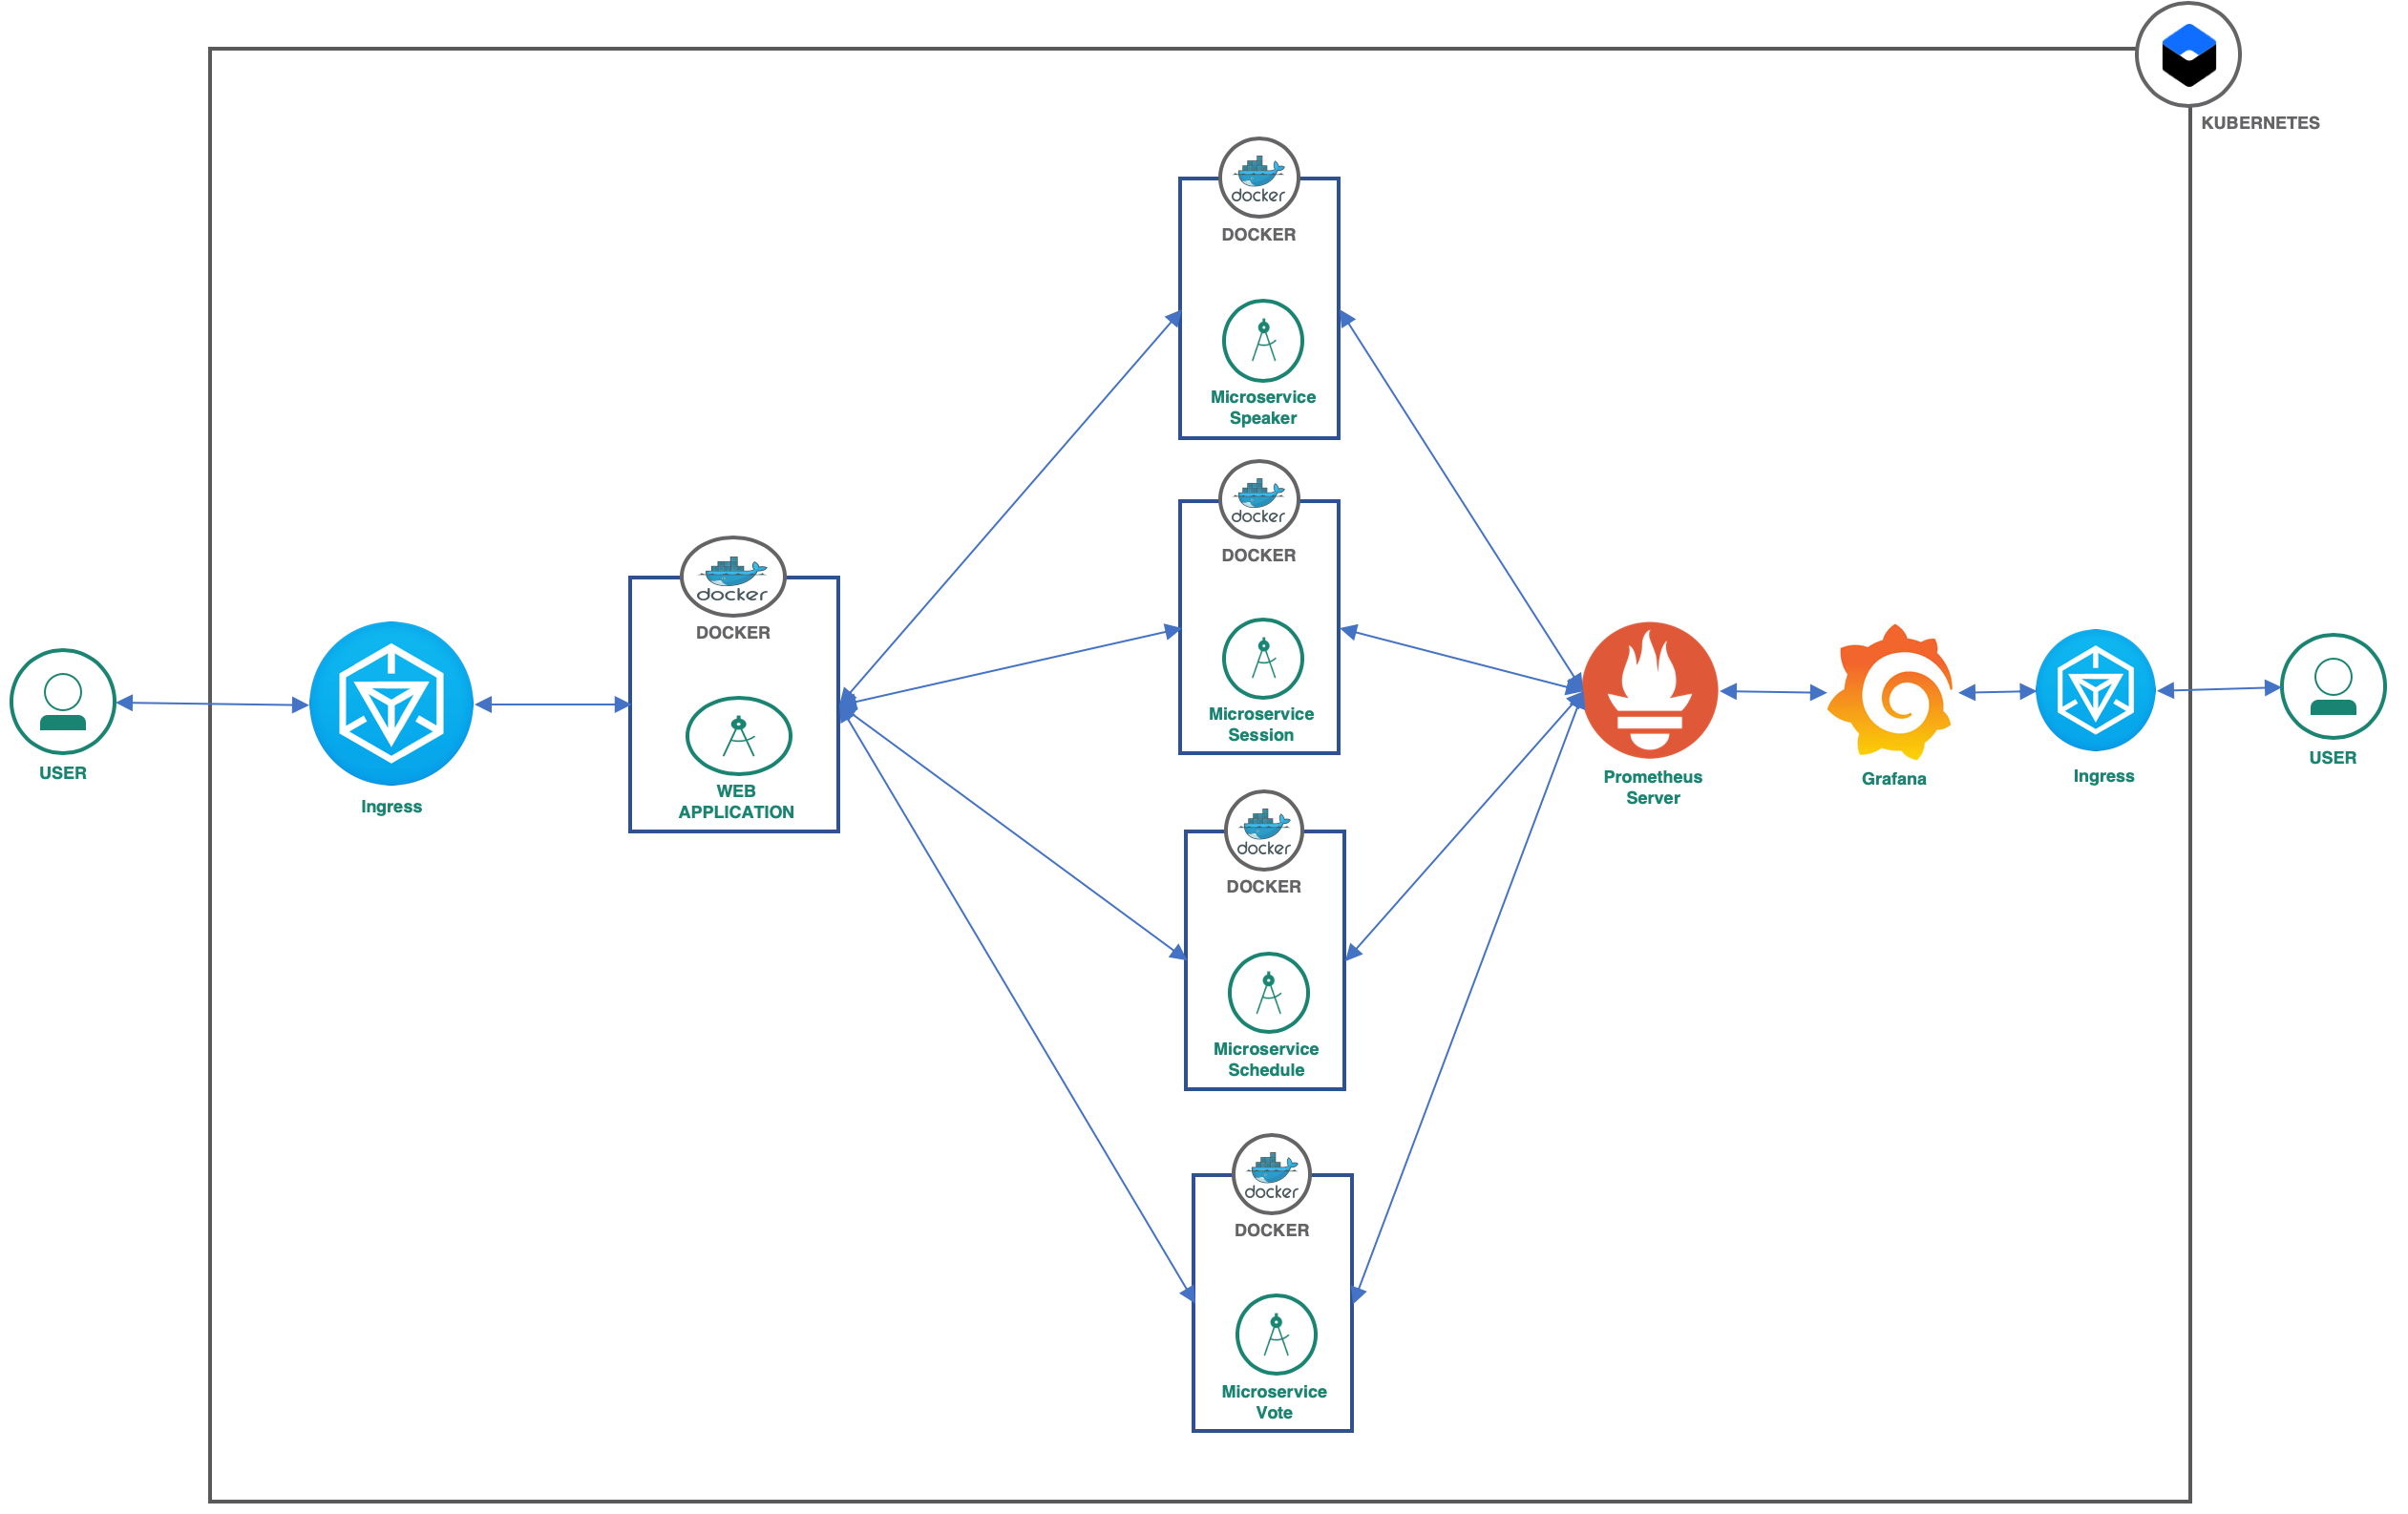 KUBERNETES
docker
DOCKER
Microservice
Speaker
docker
DOCKER
Microservice
Session
docker
DOCKER
WEB
APPLICATION
USER
Ingress
Prometheus
Server
Grafana
Ingress
USER
docker
DOCKER
Microservice
Schedule
docker
DOCKER
Microservice
Vote